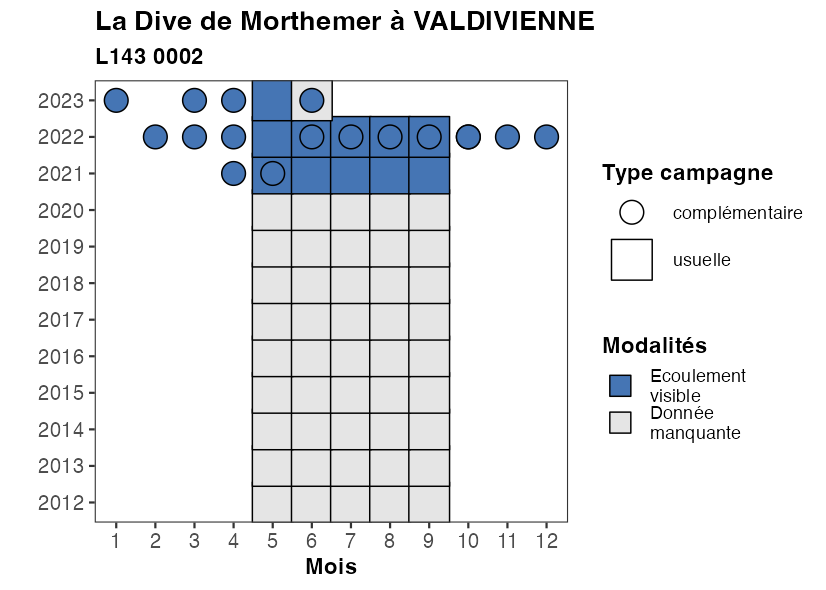 La Dive de Morthemer à VALDIVIENNE
L143 0002
2023
2022
2021
2020
2019
2018
2017
2016
2015
2014
2013
2012
1 2 3 4 5 6 7 8 9 10 11 12
Mois
Type campagne
complémentaire
usuelle
Modalités
Ecoulement
visible
Donnée
manquante